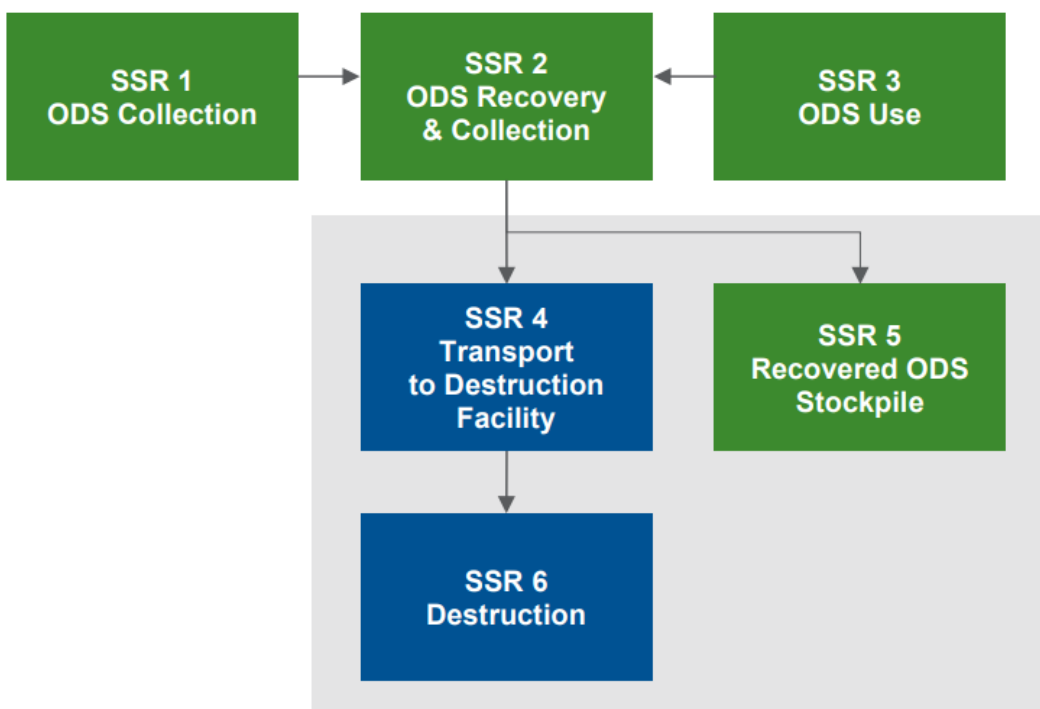 SSR 1
ODS Collection
SSR 2
ODS Recovery
& Collection
SSR 3
ODS Use
SSR 4
Transport
to Destruction
Facility
SSR 5
Recovered ODS
Stockpile
SSR 6
Destruction